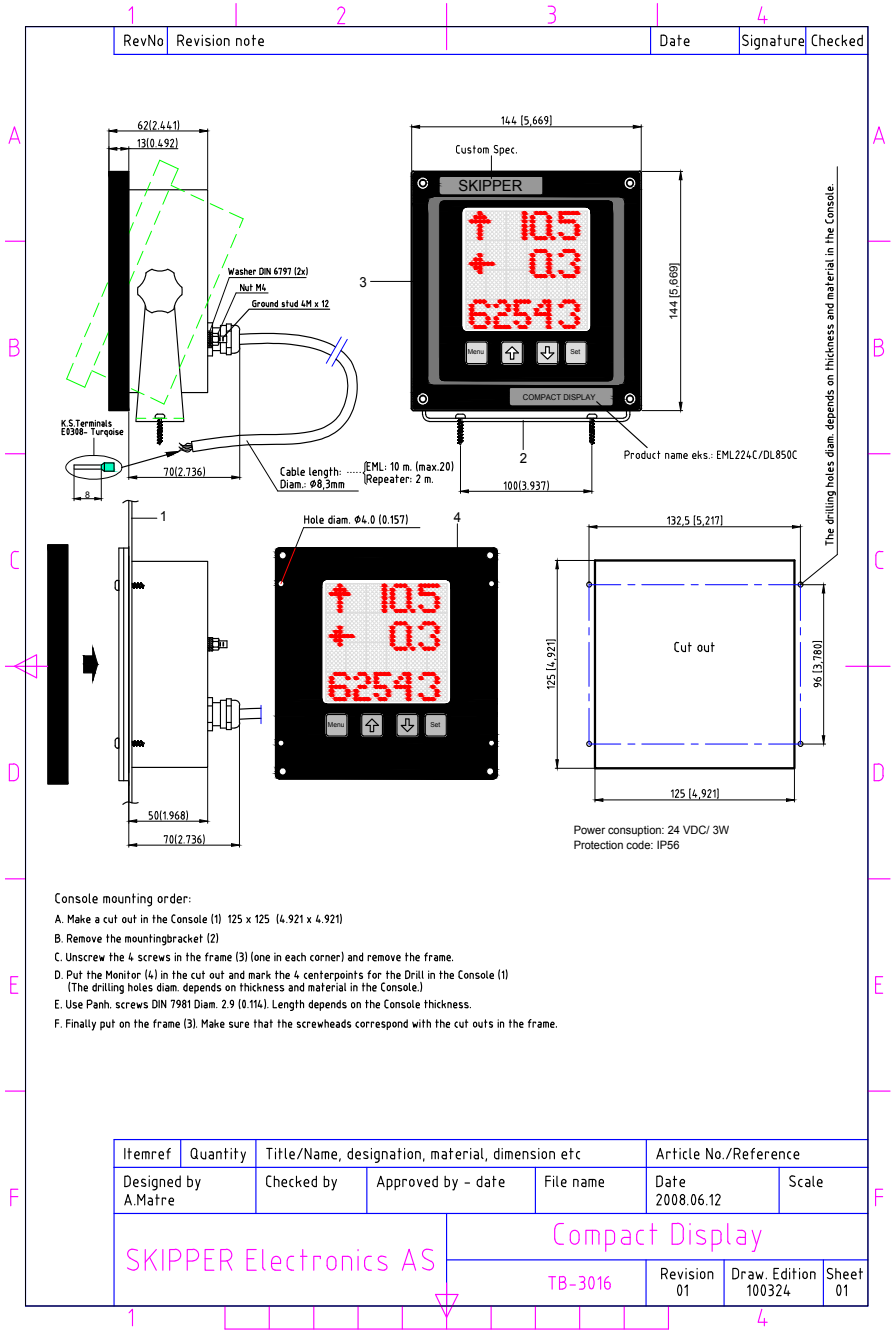 1 2 3 4
RevNo Revision note Date Signature Checked
A A
62(2.441)
13(0.492)
144 [5,669]
Custom Spec.
SKIPPER
10.5
0.3
62543
Menu Set
COMPACT DISPLAY
3
144 [5,669]
The drilling holes diam. depends on thickness and material in the Console.
Washer DIN 6797 (2x)
Nut M4
Ground stud 4M x 12
B B
K.S.Terminals
E0308- Turqoise
8
70(2.736)
Cable length: ...... EML: 10 m. (max.20)
Repeater: 2 m.
Diam.: Ø8,3mm
2
Product name eks.: EML224C/DL850C
100(3.937)
1
Hole diam. Ø4.0 (0.157)
4
132,5 [5,217]
C C
10.5
0.3
62543
Menu Set
125 [4,921]
Cut out
96 [3,780]
D D
50(1.968)
70(2.736)
125 [4,921]
Power consuption: 24 VDC/ 3W
Protection code: IP56
Console mounting order:
A. Make a cut out in the Console (1) 125 x 125 (4.921 x 4.921)
B. Remove the mountingbracket (2)
C. Unscrew the 4 screws in the frame (3) (one in each corner) and remove the frame.
D. Put the Monitor (4) in the cut out and mark the 4 centerpoints for the Drill in the Console (1)
(The drilling holes diam. depends on thickness and material in the Console.)
E. Use Panh. screws DIN 7981 Diam. 2.9 (0.114). Length depends on the Console thickness.
F. Finally put on the frame (3). Make sure that the screwheads correspond with the cut outs in the frame.
E E
Itemref Quantity Title/Name, designation, material, dimension etc Article No./Reference
Designed by Checked by Approved by - date File name Date Scale
A.Matre 2008.06.12
F F
SKIPPER Electronics AS
Compact Display
TB-3016
Revision Draw. Edition Sheet
01 100324 01
1 4